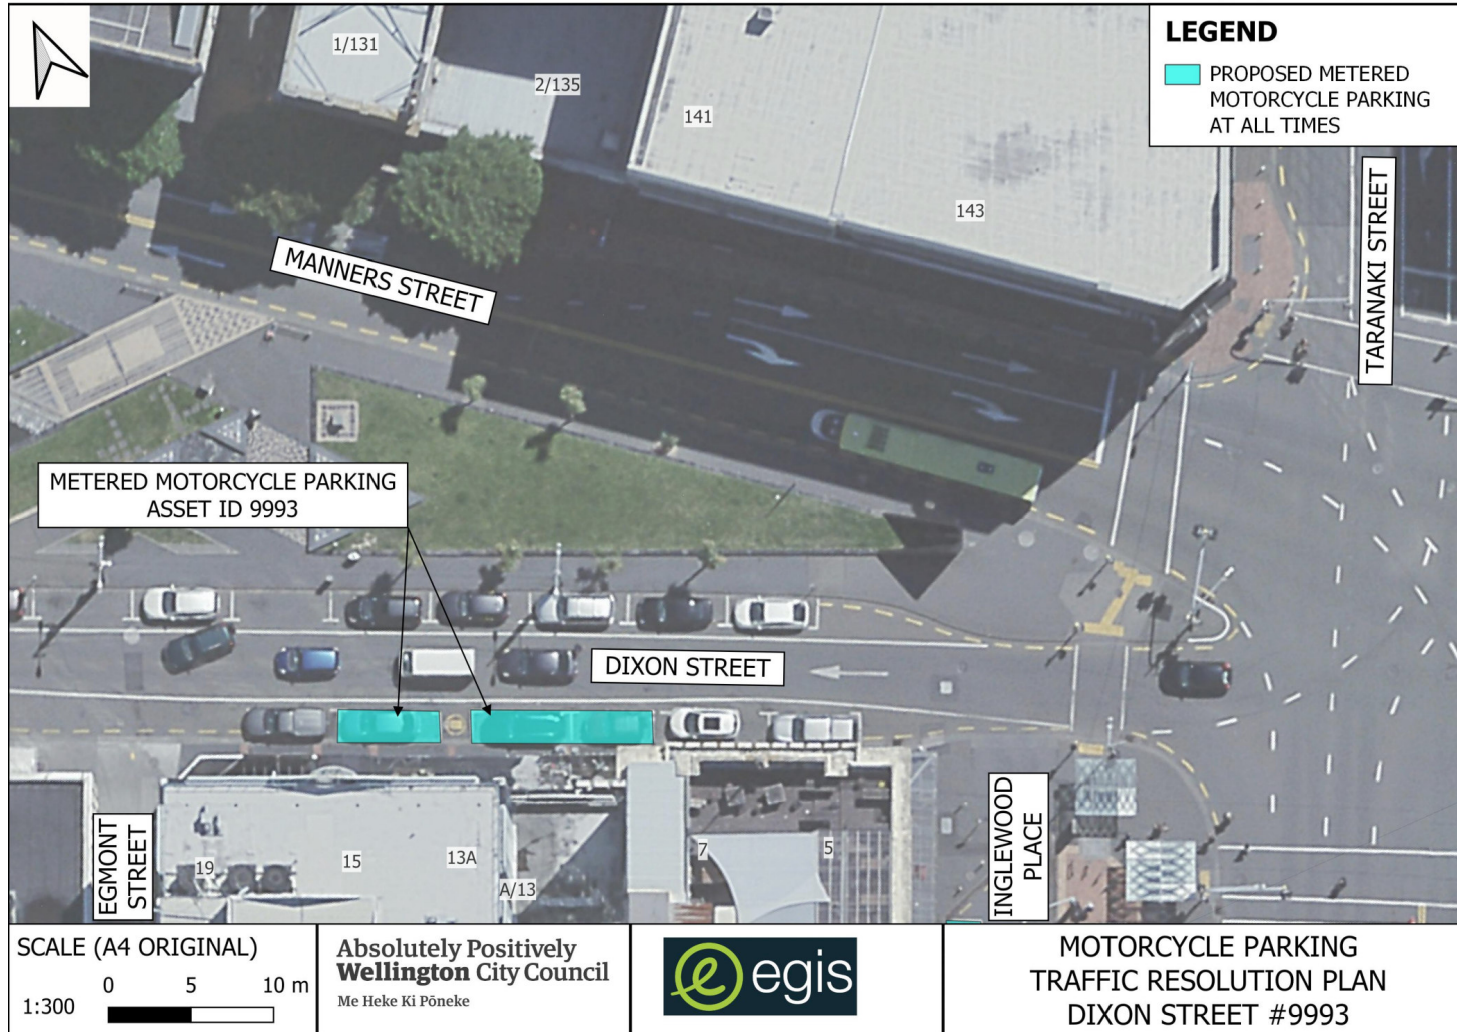 LEGEND
PROPOSED METERED
MOTORCYCLE PARKING
AT ALL TIMES
1/131
2/135
141
143
MANNERS STREET
TARANAKI STREET
METERED MOTORCYCLE PARKING
ASSET ID 9993
DIXON STREET
EGMONT
STREET
19
15
13A
A/13
7
5
INGLEWOOD
PLACE
SCALE (A4 ORIGINAL)
1:300
0 5 10 m
Absolutely Positively
Wellington City Council
Me Heke Ki Pōneke
e egis
MOTORCYCLE PARKING
TRAFFIC RESOLUTION PLAN
DIXON STREET #9993